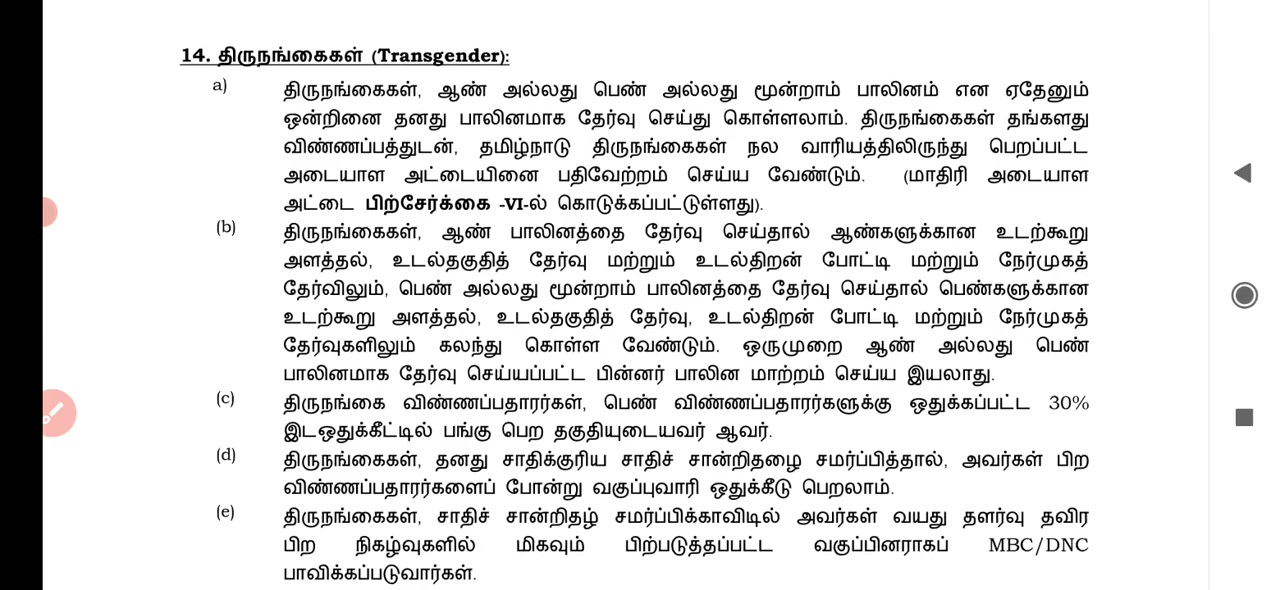 14. திருநங்கைகள் (Transgender):
a) திருநங்கைகள், ஆண் அல்லது பெண் அல்லது மூன்றாம் பாலினம் என ஏதேனும்
ஒன்றினை தனது பாலினமாக தேர்வு செய்து கொள்ளலாம். திருநங்கைகள் தங்களது
விண்ணப்பத்துடன், தமிழ்நாடு திருநங்கைகள் நல வாரியத்திலிருந்து பெறப்பட்ட
அடையாள அட்டையினை பதிவேற்றம் செய்ய வேண்டும். (மாதிரி அடையாள
அட்டை பிற்சேர்க்கை -VI-ல் கொடுக்கப்பட்டுள்ளது).
(b) திருநங்கைகள், ஆண் பாலினத்தை தேர்வு செய்தால் ஆண்களுக்கான உடற்கூறு
அளத்தல், உடல்தகுதித் தேர்வு மற்றும் உடல்திறன் போட்டி மற்றும் நேர்முகத்
தேர்விலும், பெண் அல்லது மூன்றாம் பாலினத்தை தேர்வு செய்தால் பெண்களுக்கான
உடற்கூறு அளத்தல், உடல்தகுதித் தேர்வு, உடல்திறன் போட்டி மற்றும் நேர்முகத்
தேர்வுகளிலும் கலந்து கொள்ள வேண்டும். ஒருமுறை ஆண் அல்லது பெண்
பாலினமாக தேர்வு செய்யப்பட்ட பின்னர் பாலின மாற்றம் செய்ய இயலாது.
(c) திருநங்கை விண்ணப்பதாரர்கள், பெண் விண்ணப்பதாரர்களுக்கு ஒதுக்கப்பட்ட 30%
இடஒதுக்கீட்டில் பங்கு பெற தகுதியுடையவர் ஆவர்.
(d) திருநங்கைகள், தனது சாதிக்குரிய சாதிச் சான்றிதழை சமர்ப்பித்தால், அவர்கள் பிற
விண்ணப்பதாரர்களைப் போன்று வகுப்புவாரி ஒதுக்கீடு பெறலாம்.
(e) திருநங்கைகள், சாதிச் சான்றிதழ் சமர்ப்பிக்காவிடில் அவர்கள் வயது தளர்வு தவிர
பிற நிகழ்வுகளில் மிகவும் பிற்படுத்தப்பட்ட வகுப்பினராகப் MBC/DNC
பாவிக்கப்படுவார்கள்.